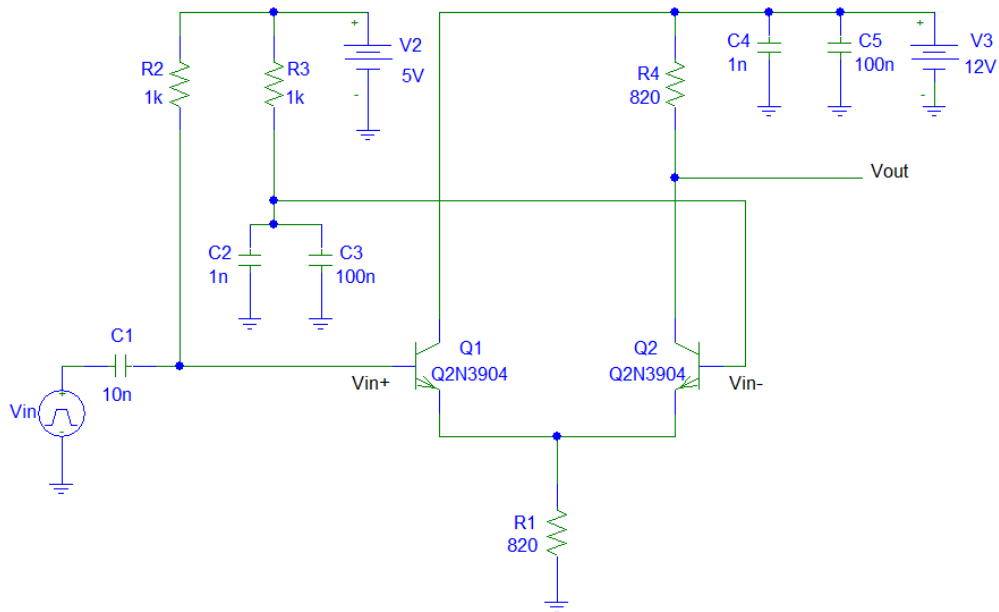 +
+
+
R2
1k
R3
1k
V2
5V
-
R4
820
C4
1n
C5
100n
V3
12V
-
Vout
C2
1n
C3
100n
C1
10n
Vin
+
-
Vin+
Q1
Q2N3904
Q2
Q2N3904
Vin-
R1
820